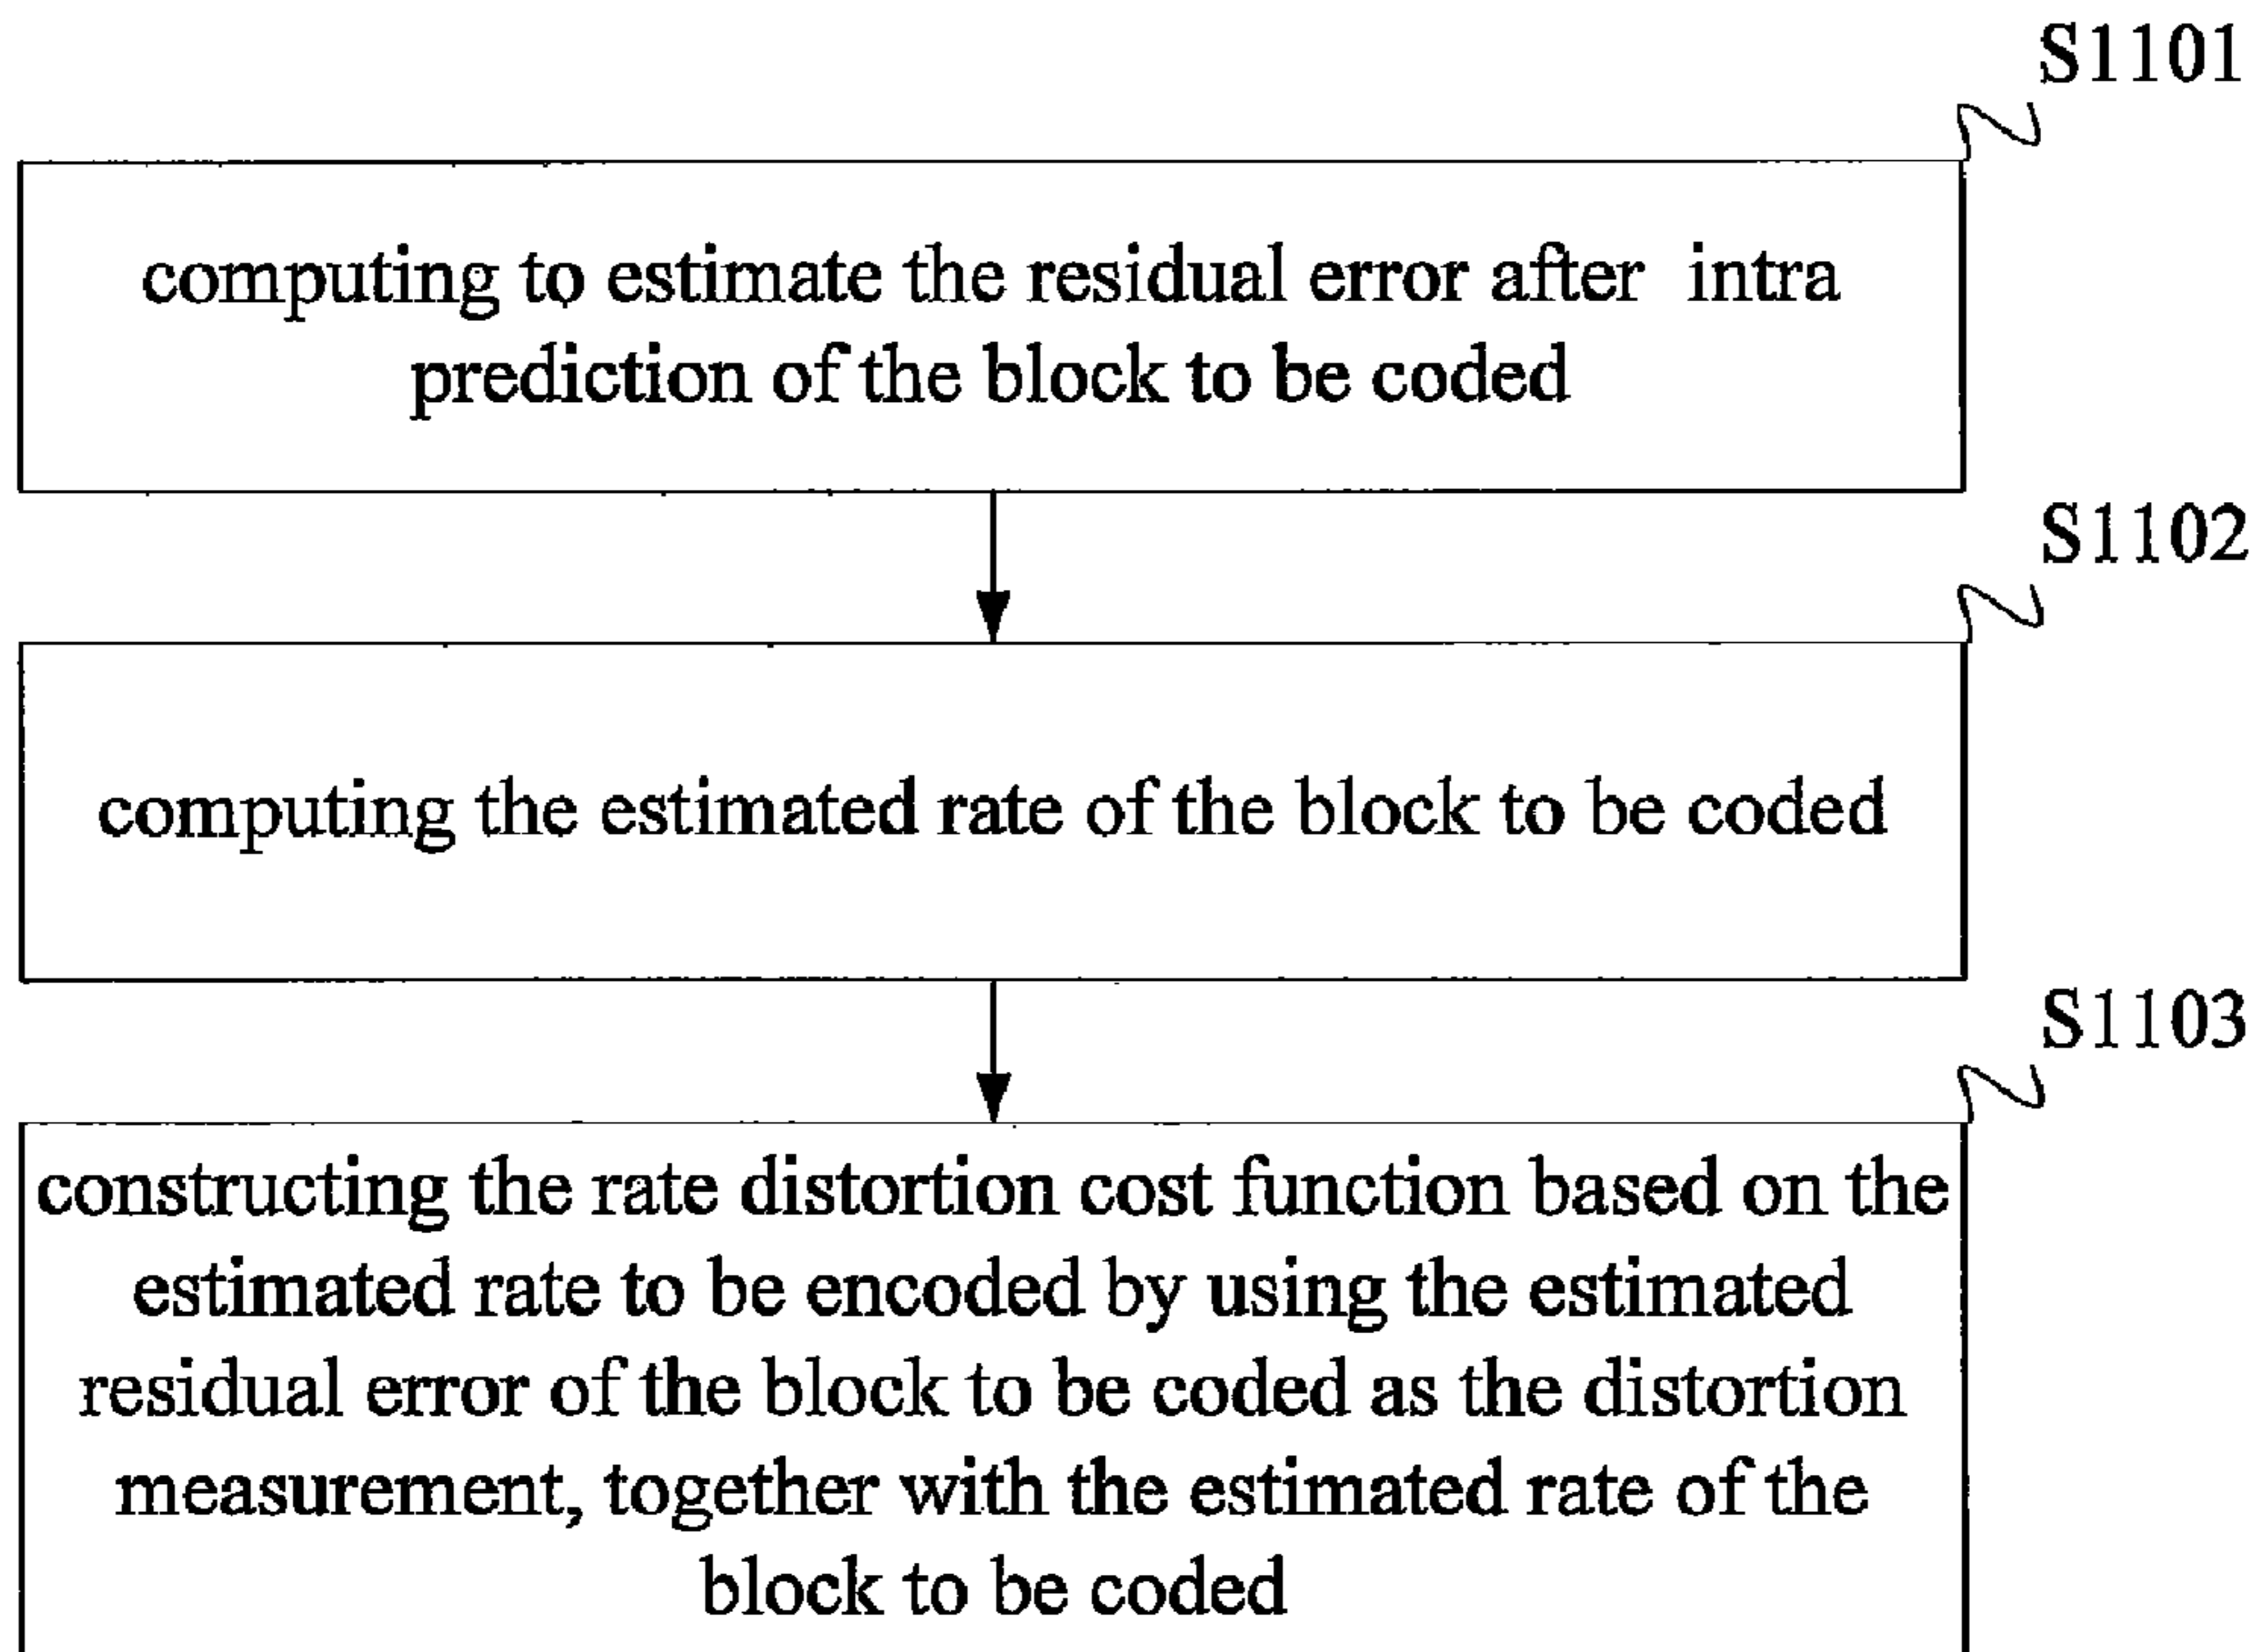 S1101
computing to estimate the residual error after intra
prediction of the block to be coded
S1102
computing the estimated rate of the block to be coded
S1103
constructing the rate distortion cost function based on the
estimated rate to be encoded by using the estimated
residual error of the block to be coded as the distortion
measurement, together with the estimated rate of the
block to be coded